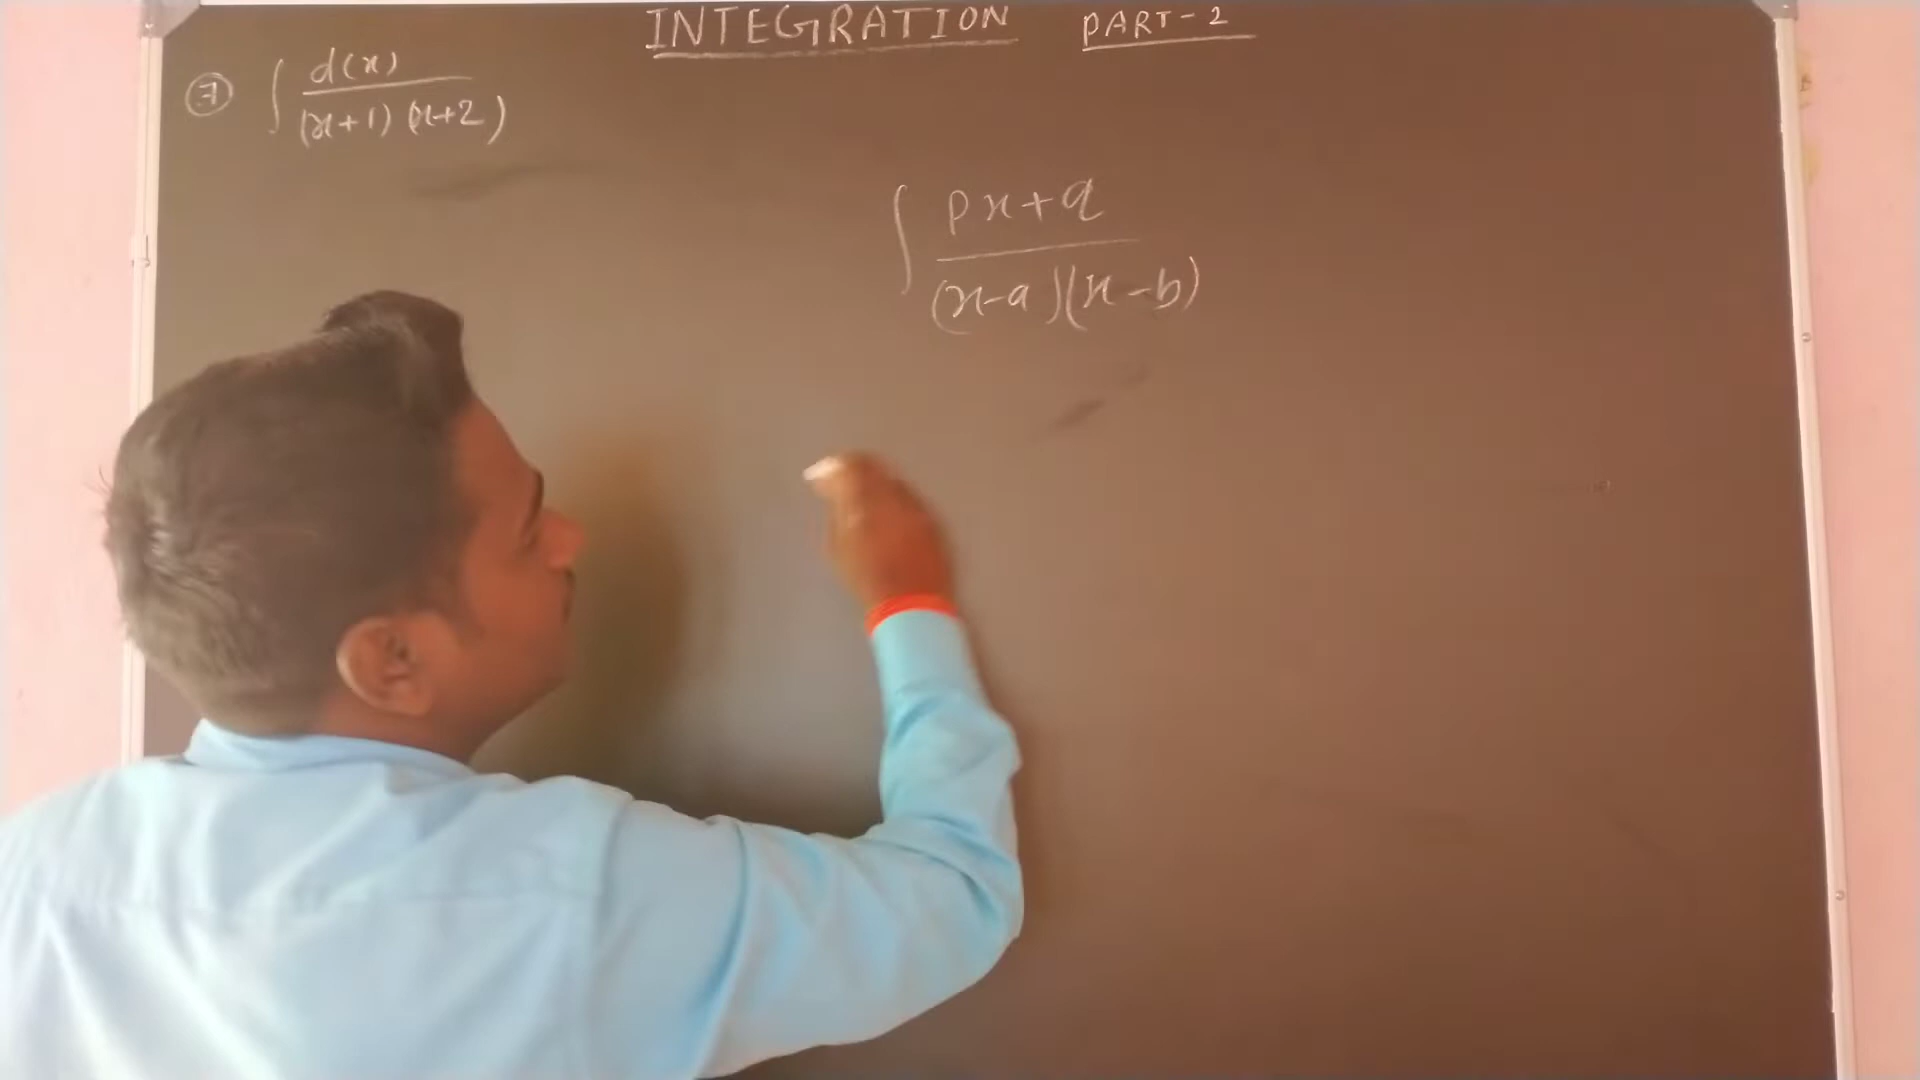 INTEGRATION PART-2
⑦ ∫ d(x) / (x+1)(x+2)
∫ px+q / (x-a)(x-b)